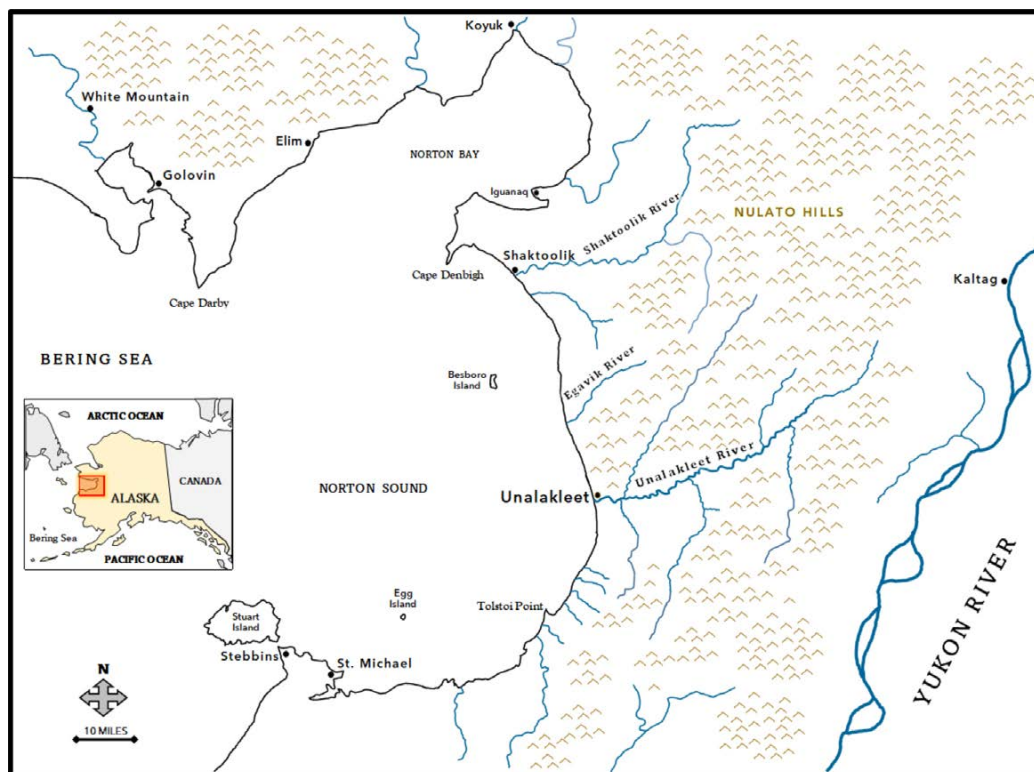 Koyuk
White Mountain
Elim
NORTON BAY
Golovin
Iguanaq
NULATO HILLS
Shaktoolik River
Shaktoolik
Cape Denbigh
Kaltag
Cape Darby
BERING SEA
Besboro
Island
Egavik River
ARCTIC OCEAN
CANADA
ALASKA
Bering Sea
PACIFIC OCEAN
NORTON SOUND
Unalakleet River
Unalakleet
Egg
Island
Tolstoi Point
Stuart
Island
Stebbins
St. Michael
YUKON RIVER
N
10 MILES